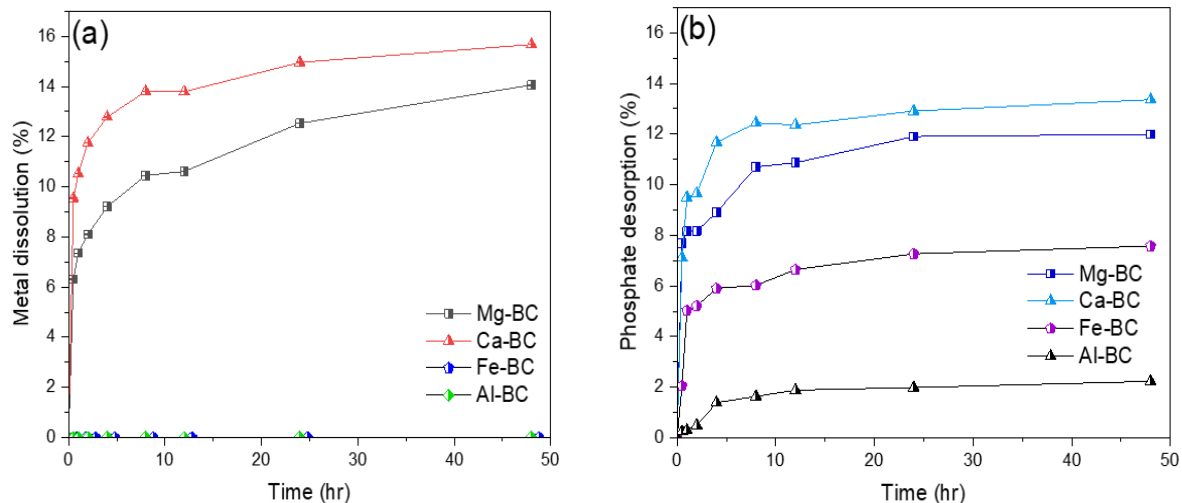 (a)
Metal dissolution (%)
16
14
12
10
8
6
4
2
0
Mg-BC
Ca-BC
Fe-BC
Al-BC
0 10 20 30 40 50
Time (hr)
(b)
Phosphate desorption (%)
16
14
12
10
8
6
4
2
0
Mg-BC
Ca-BC
Fe-BC
Al-BC
0 10 20 30 40 50
Time (hr)